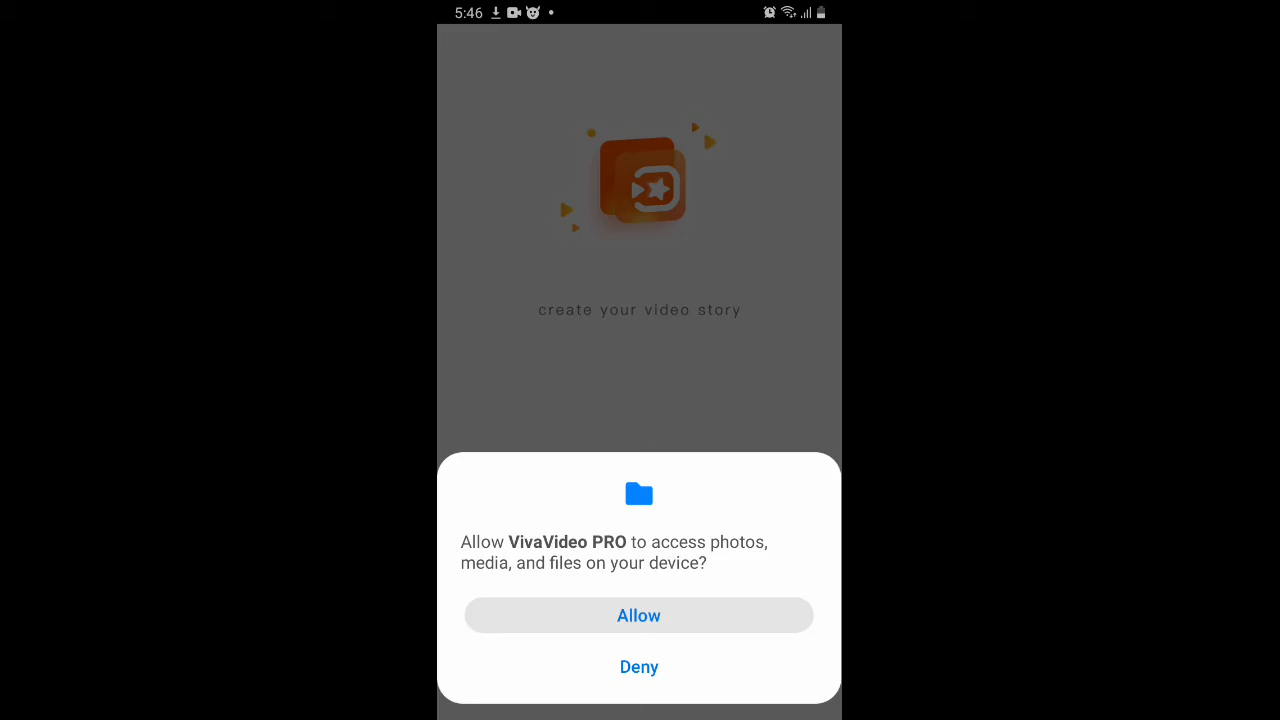 5:46
create your video story
Allow VivaVideo PRO to access photos,
media, and files on your device?
Allow
Deny